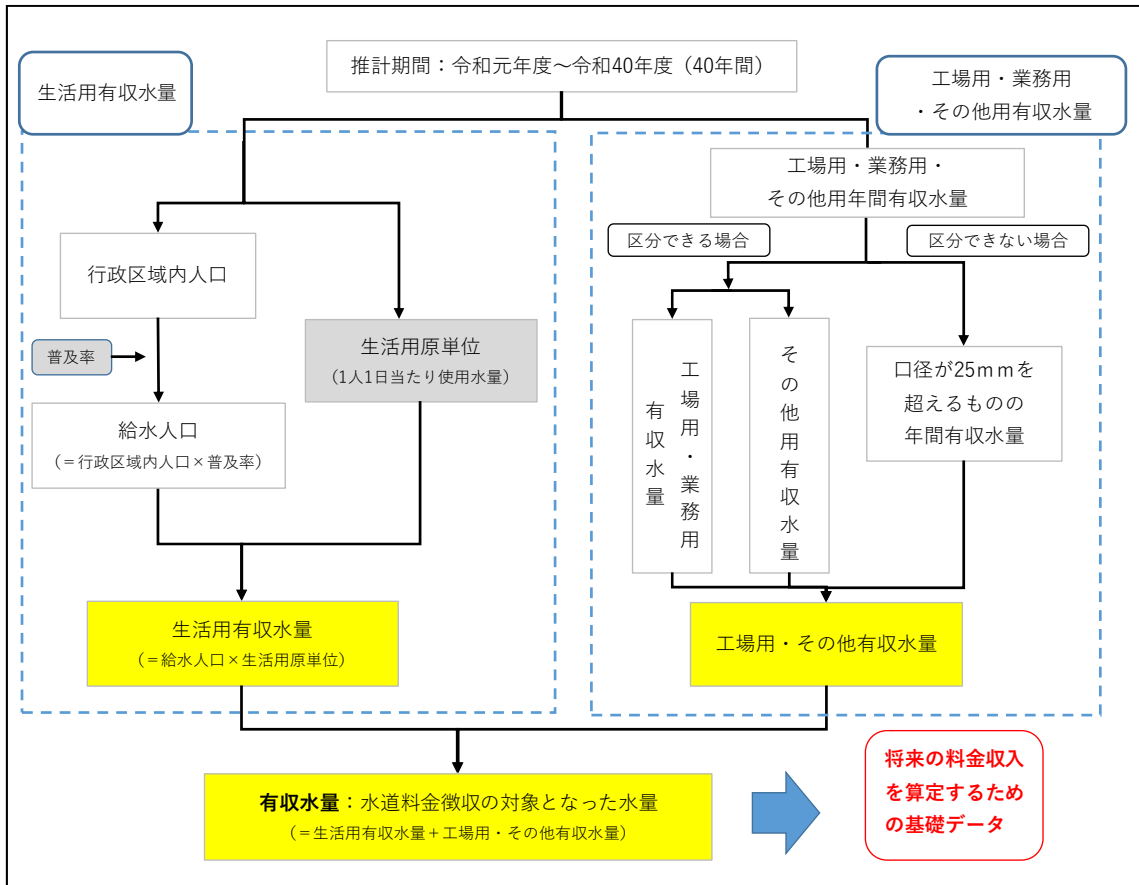 推計期間：令和元年度～令和40年度（40年間）
生活用有収水量
工場用・業務用
・その他用有収水量
工場用・業務用・
その他用年間有収水量
区分できる場合
区分できない場合
行政区域内人口
普及率
生活用原単位
（1人1日当たり使用水量）
給水人口
（＝行政区域内人口×普及率）
工場用・業務用
有収水量
その他用有収水量
口径が25ｍｍを
超えるものの
年間有収水量
生活用有収水量
（＝給水人口×生活用原単位）
工場用・その他有収水量
有収水量：水道料金徴収の対象となった水量
（＝生活用有収水量＋工場用・その他有収水量）
将来の料金収入
を算定するため
の基礎データ